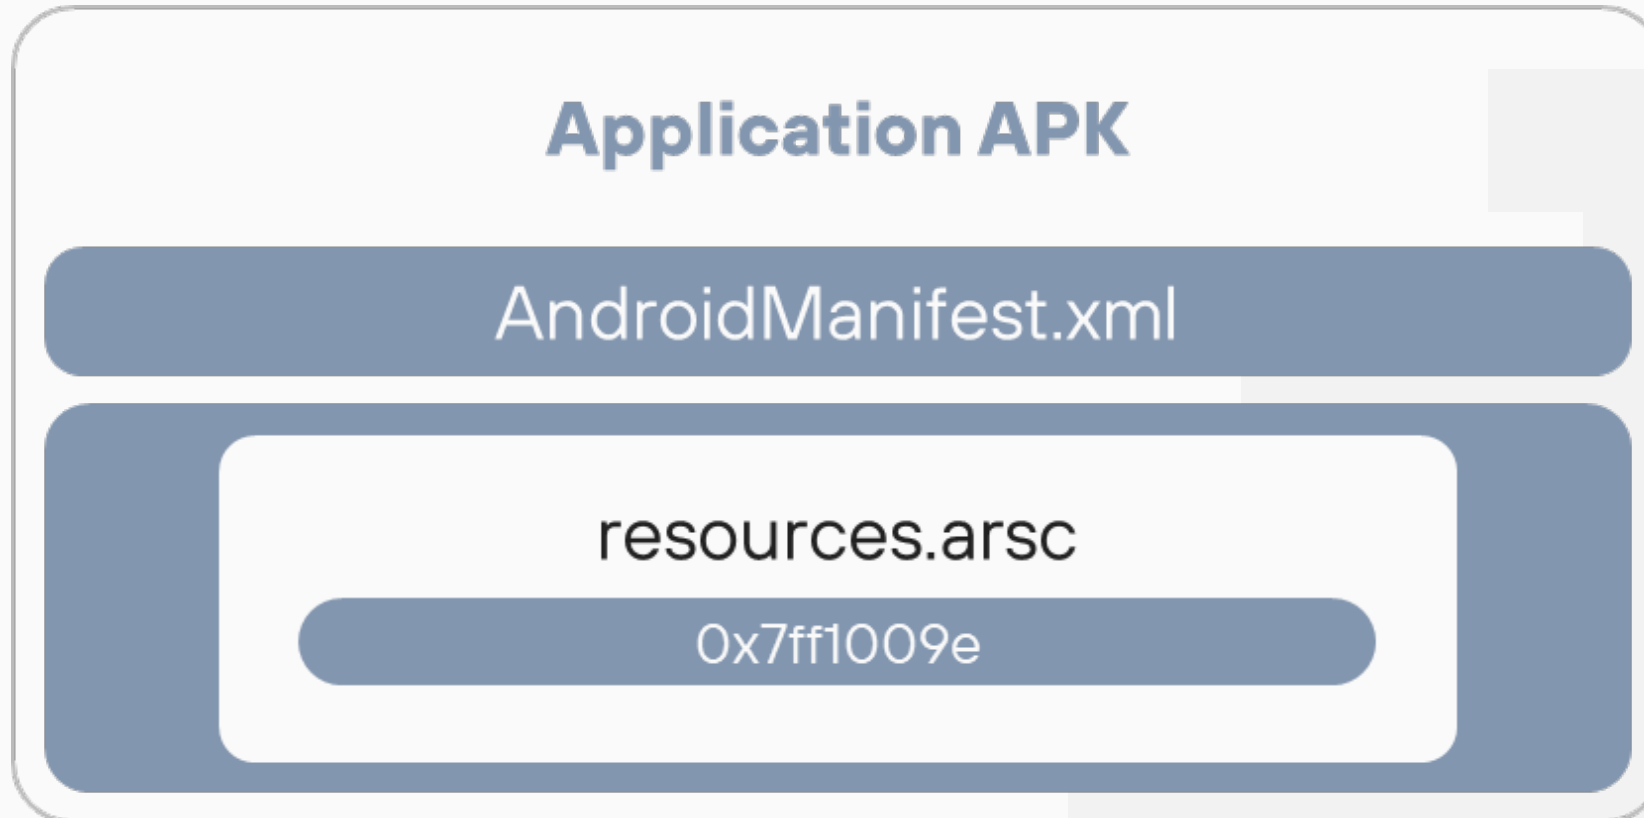 Application APK
AndroidManifest.xml
resources.arsc
0x7ff1009e